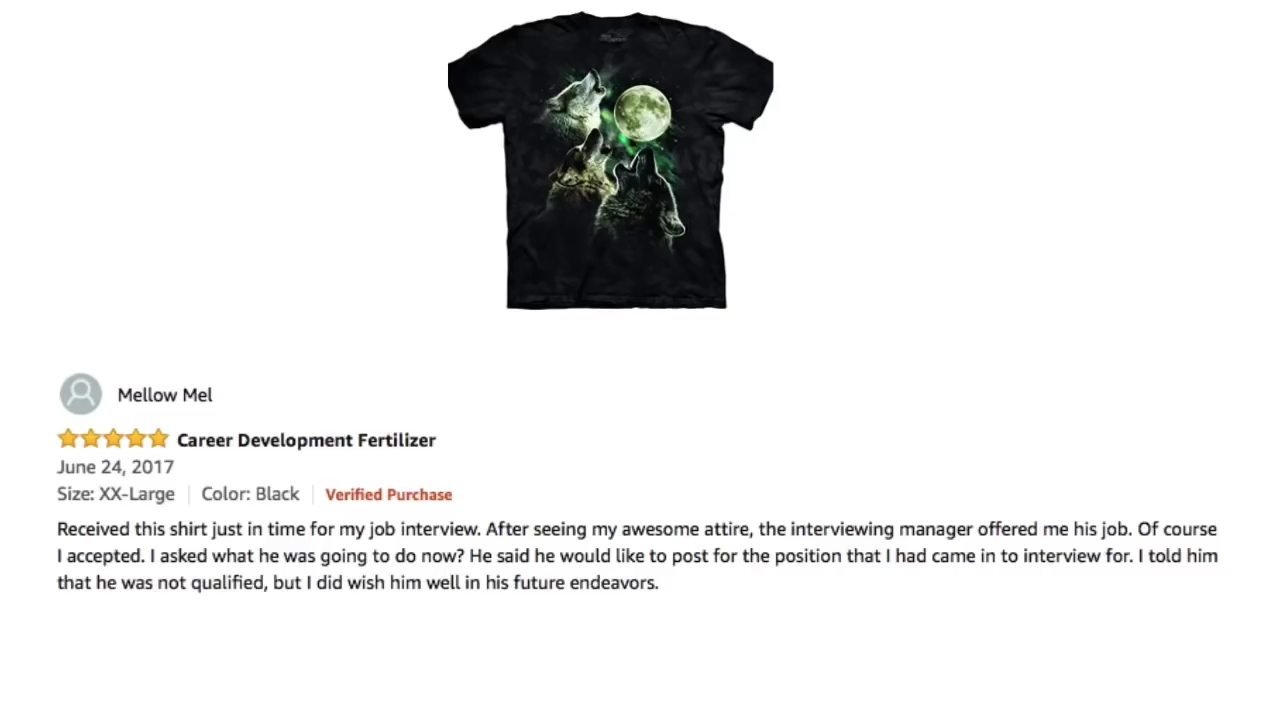 Mellow Mel
Career Development Fertilizer
June 24, 2017
Size: XX-Large | Color: Black | Verified Purchase
Received this shirt just in time for my job interview. After seeing my awesome attire, the interviewing manager offered me his job. Of course
I accepted. I asked what he was going to do now? He said he would like to post for the position that I had came in to interview for. I told him
that he was not qualified, but I did wish him well in his future endeavors.